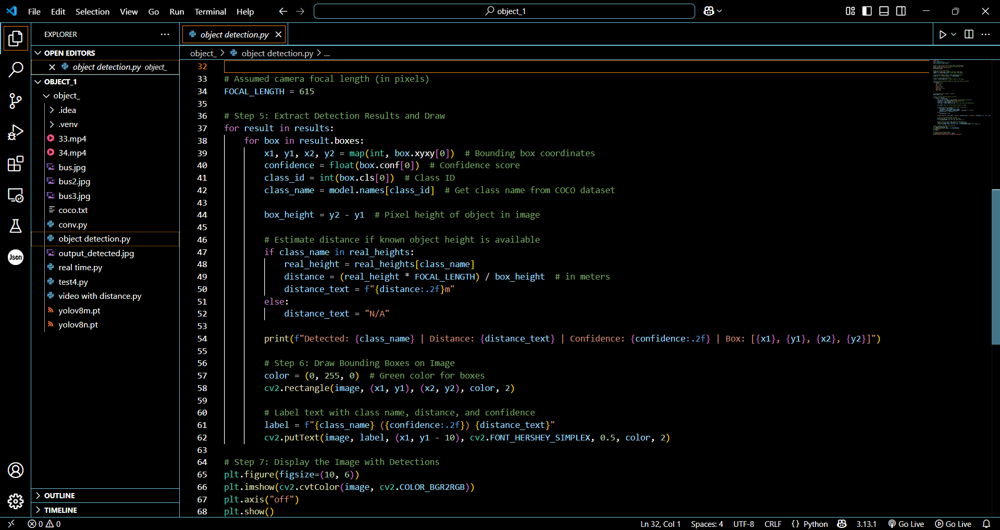 File Edit Selection View Go Run Terminal Help
object_1
EXPLORER
object detection.py
OPEN EDITORS
object detection.py object_
OBJECT_1
object_
.idea
.venv
33.mp4
34.mp4
bus.jpg
bus2.jpg
bus3.jpg
coco.txt
conv.py
object detection.py
output_detected.jpg
real time.py
test4.py
video with distance.py
yolov8m.pt
yolov8n.pt
OUTLINE
TIMELINE
Json
object_ > object detection.py > ...
32
33 # Assumed camera focal length (in pixels)
34 FOCAL_LENGTH = 615
35
36 # Step 5: Extract Detection Results and Draw
37 for result in results:
38     for box in result.boxes:
39         x1, y1, x2, y2 = map(int, box.xyxy[0])  # Bounding box coordinates
40         confidence = float(box.conf[0])  # Confidence score
41         class_id = int(box.cls[0])  # Class ID
42         class_name = model.names[class_id]  # Get class name from COCO dataset
43
44         box_height = y2 - y1  # Pixel height of object in image
45
46         # Estimate distance if known object height is available
47         if class_name in real_heights:
48             real_height = real_heights[class_name]
49             distance = (real_height * FOCAL_LENGTH) / box_height  # in meters
50             distance_text = f"{distance:.2f}m"
51         else:
52             distance_text = "N/A"
53
54         print(f"Detected: {class_name} | Distance: {distance_text} | Confidence: {confidence:.2f} | Box: [{x1}, {y1}, {x2}, {y2}]")
55
56         # Step 6: Draw Bounding Boxes on Image
57         color = (0, 255, 0)  # Green color for boxes
58         cv2.rectangle(image, (x1, y1), (x2, y2), color, 2)
59
60         # Label text with class name, distance, and confidence
61         label = f"{class_name} ({confidence:.2f}) {distance_text}"
62         cv2.putText(image, label, (x1, y1 - 10), cv2.FONT_HERSHEY_SIMPLEX, 0.5, color, 2)
63
64 # Step 7: Display the Image with Detections
65 plt.figure(figsize=(10, 6))
66 plt.imshow(cv2.cvtColor(image, cv2.COLOR_BGR2RGB))
67 plt.axis("off")
68 plt.show()
0 0
Ln 32, Col 1 Spaces: 4 UTF-8 CRLF {} Python 3.13.1 Go Live Go Live